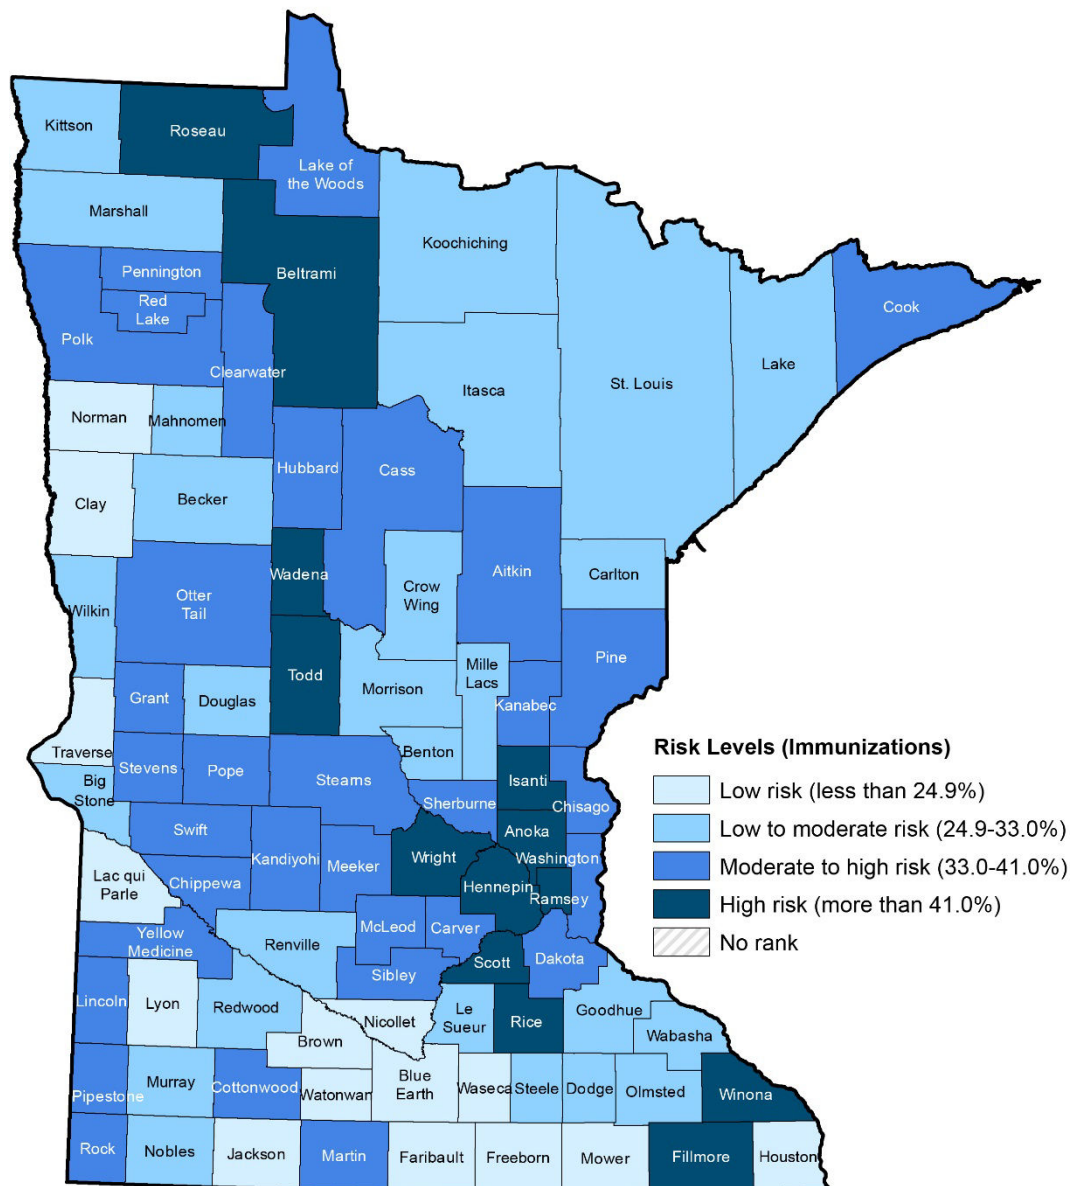 Kittson
Roseau
Lake of
the Woods
Marshall
Koochiching
Beltrami
Pennington
Red
Lake
Polk
Clearwater
Cook
Lake
St. Louis
Itasca
Norman
Mahnomen
Hubbard
Cass
Clay
Becker
Wadena
Aitkin
Carlton
Otter
Tail
Crow
Wing
Wilkin
Pine
Mille
Lacs
Todd
Morrison
Grant
Douglas
Kanabec
Traverse
Benton
Stevens
Pope
Stearns
Isanti
Big
Stone
Sherburne
Chisago
Swift
Anoka
Kandiyohi
Meeker
Wright
Washington
Lac qui
Parle
Chippewa
Hennepin
Ramsey
McLeod
Carver
Yellow
Medicine
Renville
Scott
Dakota
Sibley
Lincoln
Lyon
Redwood
Nicollet
Le
Sueur
Rice
Goodhue
Wabasha
Brown
Pipestone
Murray
Cottonwood
Watonwan
Blue
Earth
Waseca
Steele
Dodge
Olmsted
Winona
Rock
Nobles
Jackson
Martin
Faribault
Freeborn
Mower
Fillmore
Houston
Risk Levels (Immunizations)
Low risk (less than 24.9%)
Low to moderate risk (24.9-33.0%)
Moderate to high risk (33.0-41.0%)
High risk (more than 41.0%)
No rank